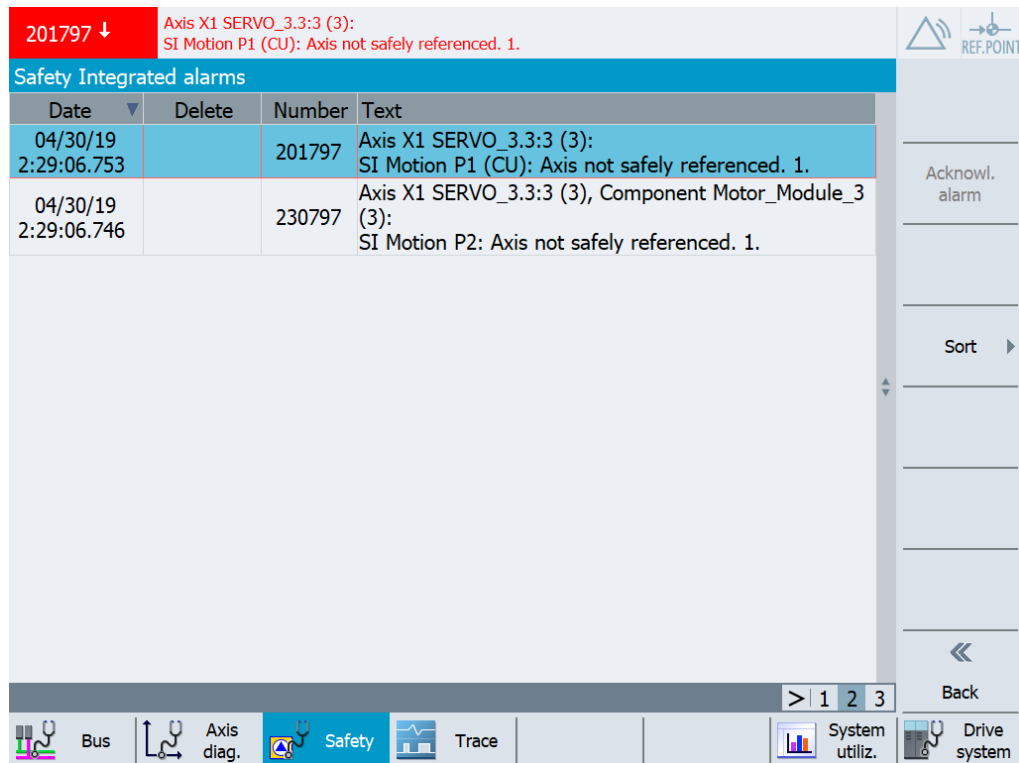 201797
Axis X1 SERVO_3.3:3 (3):
SI Motion P1 (CU): Axis not safely referenced. 1.
REF.POINT
Safety Integrated alarms
Date Delete Number Text
04/30/19
2:29:06.753
201797
Axis X1 SERVO_3.3:3 (3):
SI Motion P1 (CU): Axis not safely referenced. 1.
04/30/19
2:29:06.746
230797
Axis X1 SERVO_3.3:3 (3), Component Motor_Module_3
(3):
SI Motion P2: Axis not safely referenced. 1.
Acknowl.
alarm
Sort
Back
> 1 2 3
Bus
Axis
diag.
Safety
Trace
System
utiliz.
Drive
system